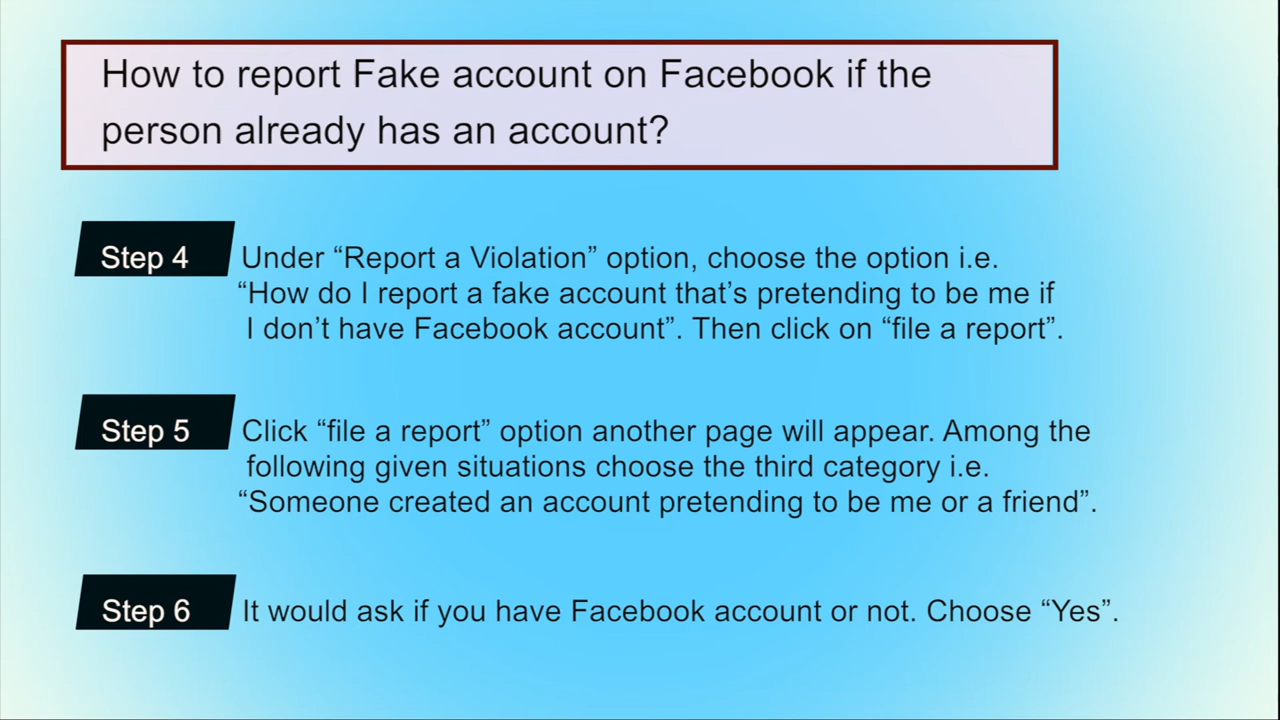 How to report Fake account on Facebook if the
person already has an account?
Step 4 Under “Report a Violation” option, choose the option i.e.
“How do I report a fake account that’s pretending to be me if
I don’t have Facebook account”. Then click on “file a report”.
Step 5 Click “file a report” option another page will appear. Among the
following given situations choose the third category i.e.
“Someone created an account pretending to be me or a friend”.
Step 6 It would ask if you have Facebook account or not. Choose “Yes”.